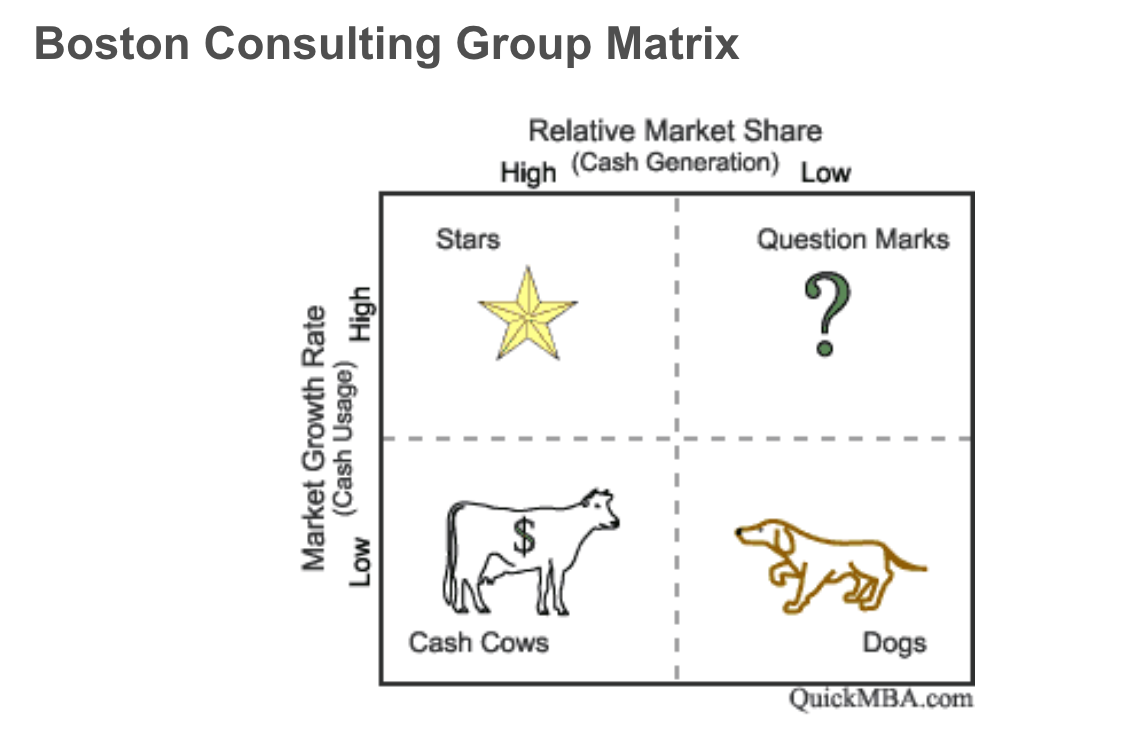 Boston Consulting Group Matrix
Relative Market Share
(Cash Generation)
High
Low
Stars
Question Marks
Market Growth Rate
(Cash Usage)
High
Low
$
Cash Cows
Dogs
QuickMBA.com